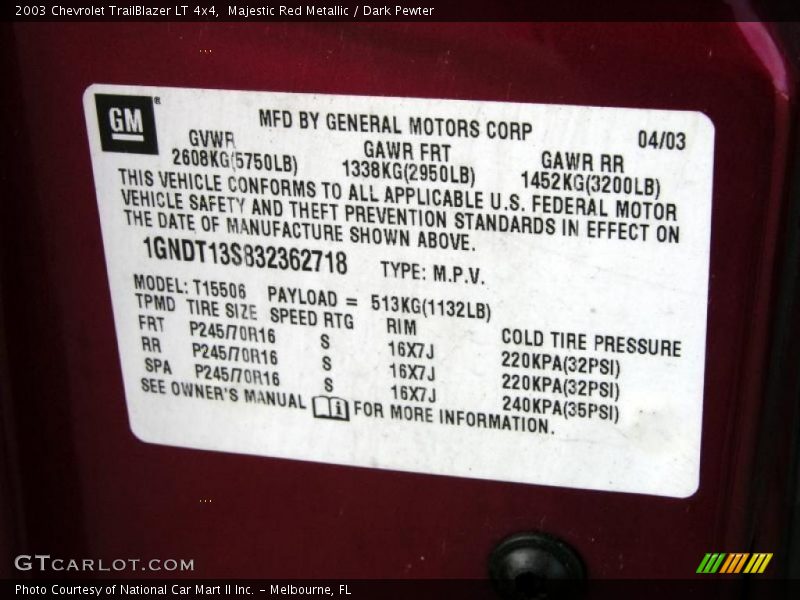 2003 Chevrolet TrailBlazer LT 4x4, Majestic Red Metallic / Dark Pewter
GM ®
MFD BY GENERAL MOTORS CORP 04/03
GVWR GAWR FRT GAWR RR
2608KG(5750LB) 1338KG(2950LB) 1452KG(3200LB)
THIS VEHICLE CONFORMS TO ALL APPLICABLE U.S. FEDERAL MOTOR
VEHICLE SAFETY AND THEFT PREVENTION STANDARDS IN EFFECT ON
THE DATE OF MANUFACTURE SHOWN ABOVE.
1GNDT13S832362718 TYPE: M.P.V.
MODEL: T15506 PAYLOAD = 513KG(1132LB)
TPMD TIRE SIZE SPEED RTG RIM COLD TIRE PRESSURE
FRT P245/70R16 S 16X7J 220KPA(32PSI)
RR P245/70R16 S 16X7J 220KPA(32PSI)
SPA P245/70R16 S 16X7J 240KPA(35PSI)
SEE OWNER'S MANUAL FOR MORE INFORMATION.
GTCARLOT.COM
Photo Courtesy of National Car Mart II Inc. - Melbourne, FL